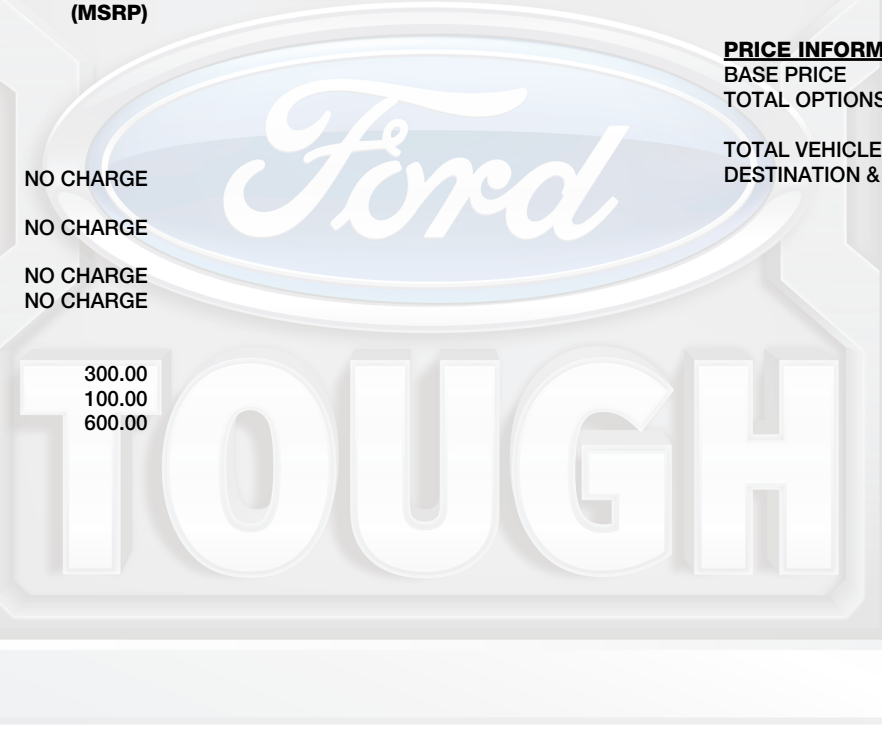 (MSRP)
NO CHARGE
NO CHARGE
NO CHARGE
NO CHARGE
300.00
100.00
600.00
PRICE INFORM
BASE PRICE
TOTAL OPTIONS
TOTAL VEHICLE
DESTINATION &
Ford
TOUGH